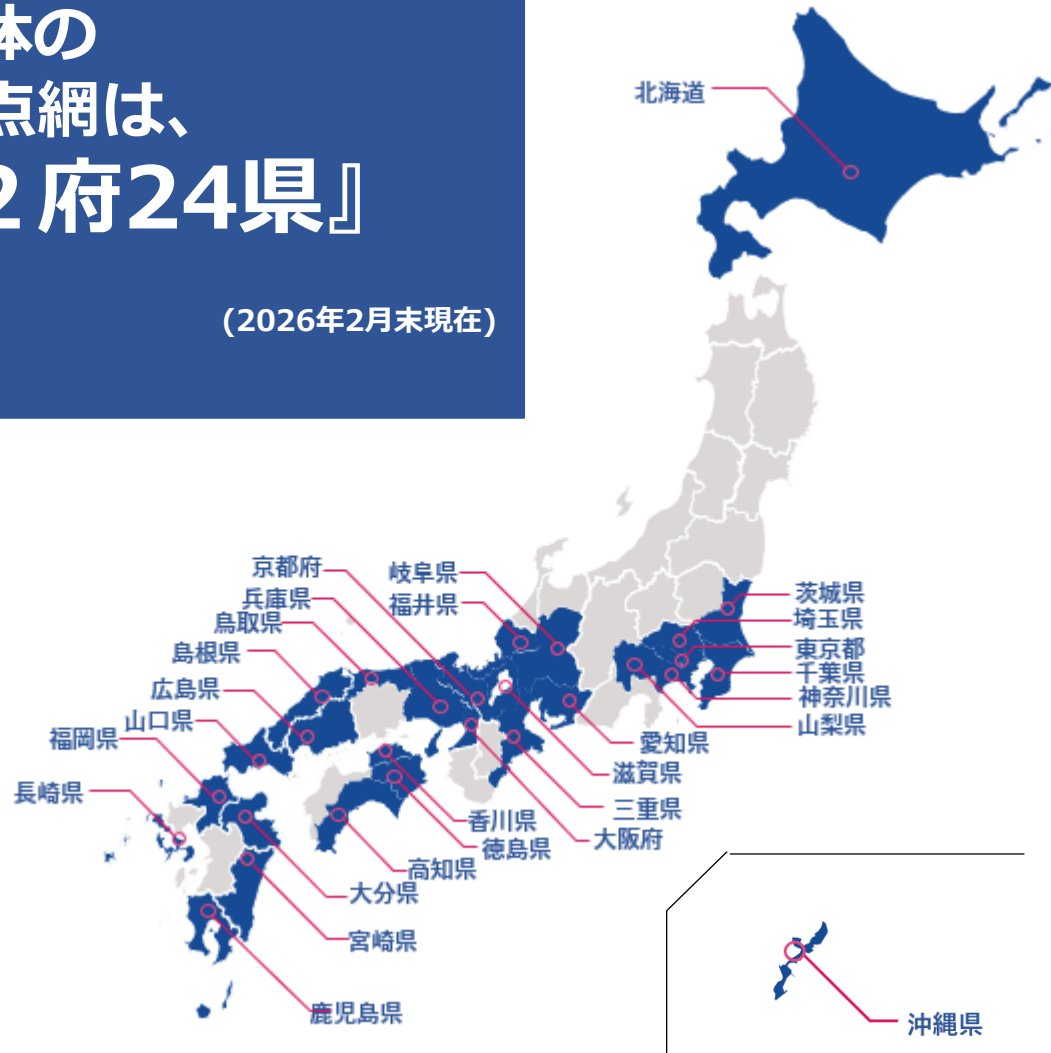 体の
点網は、
2府24県』
(2026年2月末現在)
北海道
京都府
岐阜県
兵庫県
福井県
鳥取県
島根県
広島県
山口県
福岡県
長崎県
茨城県
埼玉県
東京都
千葉県
神奈川県
山梨県
愛知県
滋賀県
三重県
大阪府
香川県
徳島県
高知県
大分県
宮崎県
鹿児島県
沖縄県